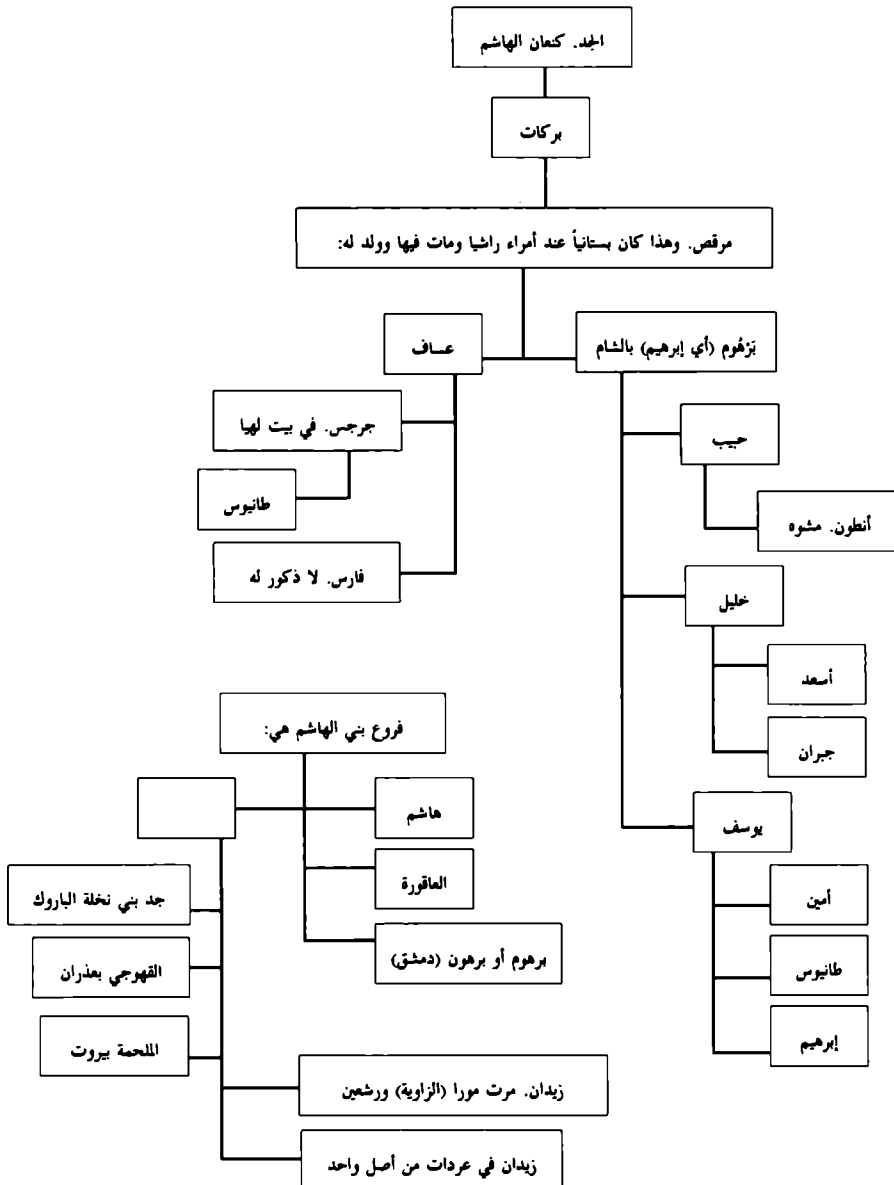 الجد. كنعان الهاشم
بركات
مرقص. وهذا كان بستانياً عند أمراء راشيا ومات فيها وولد له:
بَرْهُوم (أي إبرهيم) بالشام
عساف
حبيب
جرجس. في بيت لهيا
طانيوس
أنطون. مشوه
فارس. لا ذكور له
خليل
أسعد
جبران
يوسف
أمين
طانيوس
إبرهيم
فروع بني الهاشم هي:
هاشم
العاقورة
برهوم أو برهون (دمشق)
جد بني نخلة الباروك
القهوجي بعذران
الملحمة بيروت
زيدان. مرت مورا (الزاوية) ورشعين
زيدان في عردات من أصل واحد